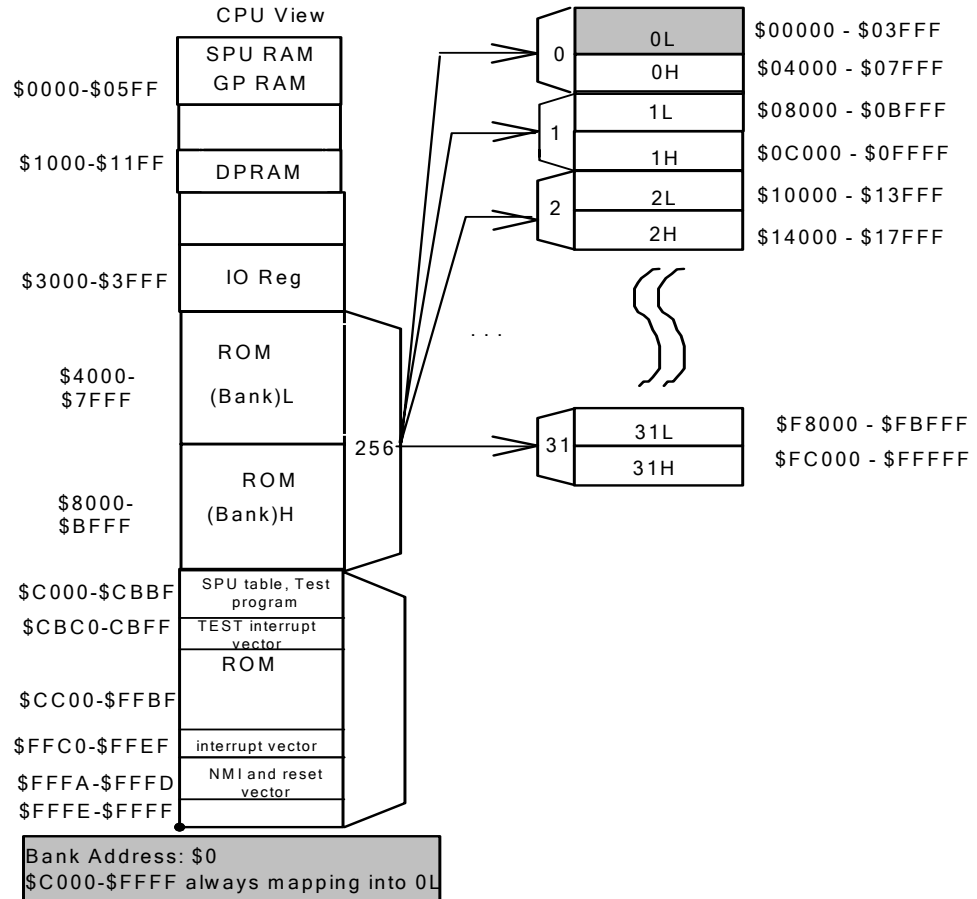 CPU View
SPU RAM
GP RAM
$0000-$05FF
$1000-$11FF
DPRAM
$3000-$3FFF
IO Reg
$4000-
$7FFF
ROM
(Bank)L
$8000-
$BFFF
ROM
(Bank)H
256
$C000-$CBBF
SPU table, Test
program
$CBC0-CBFF
TEST interrupt
vector
ROM
$CC00-$FFBF
$FFC0-$FFEF
interrupt vector
$FFFA-$FFFD
NMI and reset
vector
$FFFE-$FFFF
0
0L
$00000 - $03FFF
0H
$04000 - $07FFF
1
1L
$08000 - $0BFFF
1H
$0C000 - $0FFFF
2
2L
$10000 - $13FFF
2H
$14000 - $17FFF
. . .
31
31L
$F8000 - $FBFFF
31H
$FC000 - $FFFFF
Bank Address: $0
$C000-$FFFF always mapping into 0L